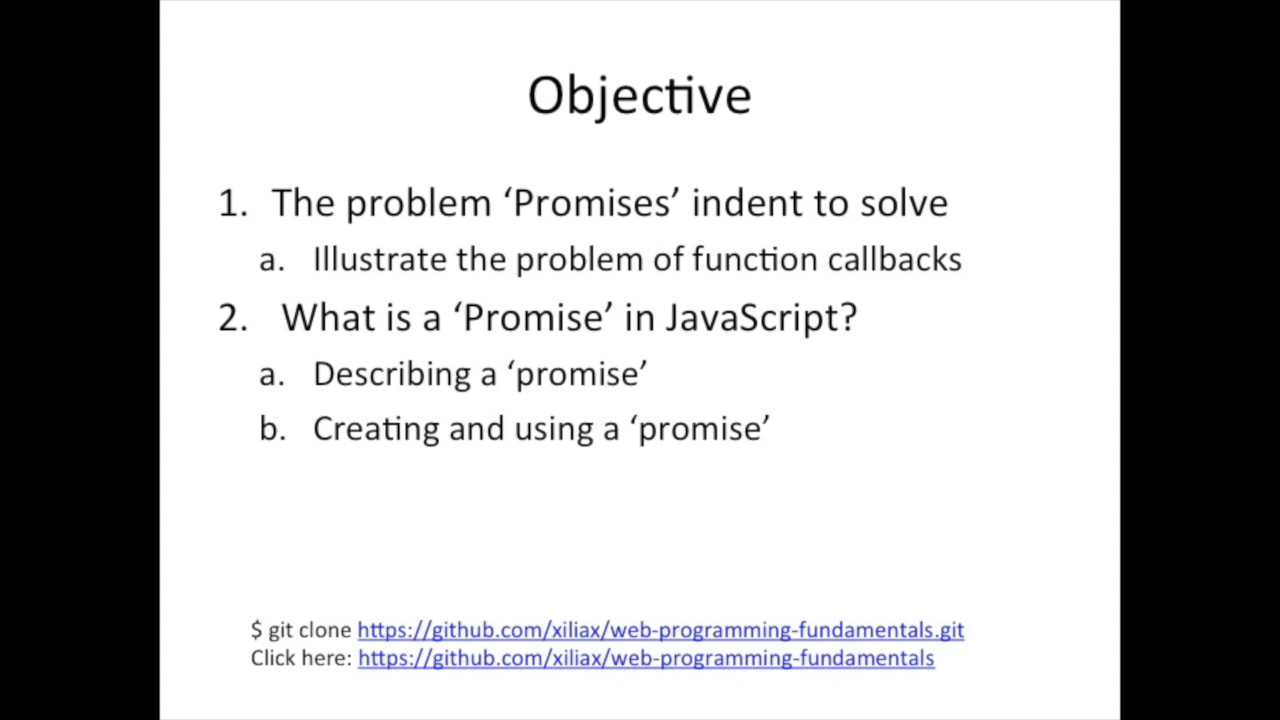 Objective
1. The problem ‘Promises’ indent to solve
a. Illustrate the problem of function callbacks
2. What is a ‘Promise’ in JavaScript?
a. Describing a ‘promise’
b. Creating and using a ‘promise’
$ git clone https://github.com/xiliax/web-programming-fundamentals.git
Click here: https://github.com/xiliax/web-programming-fundamentals